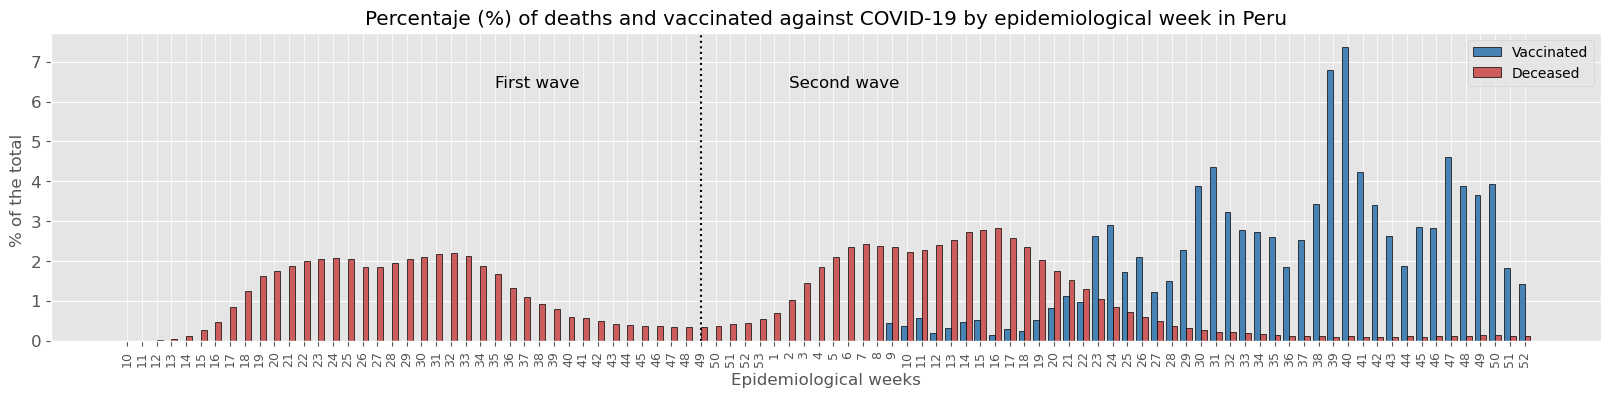 Percentaje (%) of deaths and vaccinated against COVID-19 by epidemiological week in Peru
Vaccinated
Deceased
First wave
Second wave
7
6
5
4
3
2
1
0
% of the total
10 11 12 13 14 15 16 17 18 19 20 21 22 23 24 25 26 27 28 29 30 31 32 33 34 35 36 37 38 39 40 41 42 43 44 45 46 47 48 49 50 51 52 53 1 2 3 4 5 6 7 8 9 10 11 12 13 14 15 16 17 18 19 20 21 22 23 24 25 26 27 28 29 30 31 32 33 34 35 36 37 38 39 40 41 42 43 44 45 46 47 48 49 50 51 52
Epidemiological weeks